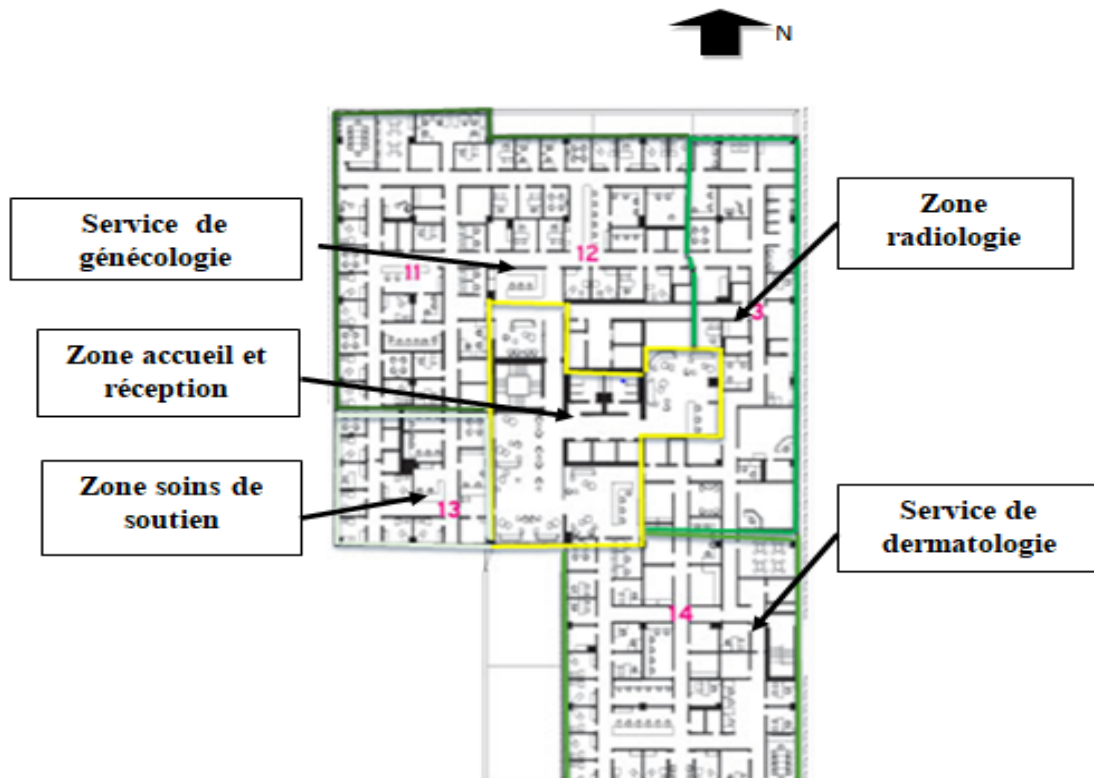 N
Service de
génécologie
Zone
radiologie
12
11
3
Zone accueil et
réception
Zone soins de
soutien
13
Service de
dermatologie
14